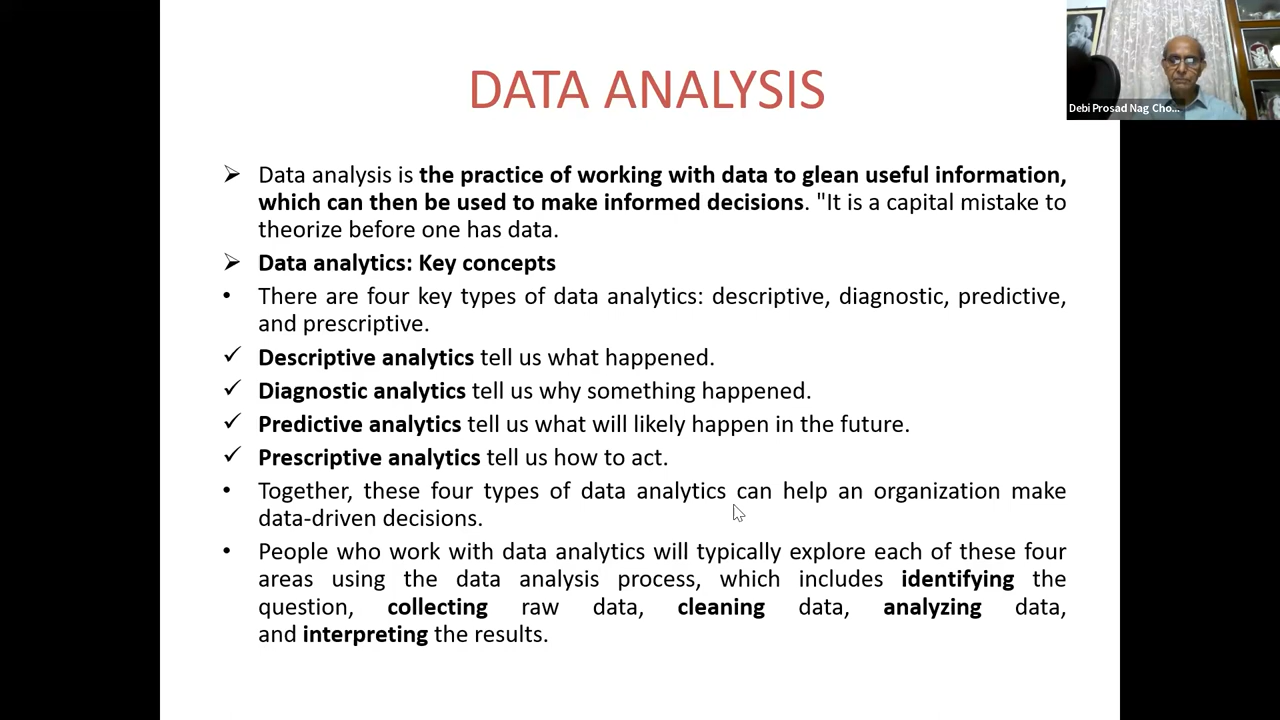 DATA ANALYSIS
Debi Prosad Nag Cho...
➢ Data analysis is the practice of working with data to glean useful information,
which can then be used to make informed decisions. "It is a capital mistake to
theorize before one has data.
➢ Data analytics: Key concepts
• There are four key types of data analytics: descriptive, diagnostic, predictive,
and prescriptive.
✓ Descriptive analytics tell us what happened.
✓ Diagnostic analytics tell us why something happened.
✓ Predictive analytics tell us what will likely happen in the future.
✓ Prescriptive analytics tell us how to act.
• Together, these four types of data analytics can help an organization make
data-driven decisions.
• People who work with data analytics will typically explore each of these four
areas using the data analysis process, which includes identifying the
question, collecting raw data, cleaning data, analyzing data,
and interpreting the results.